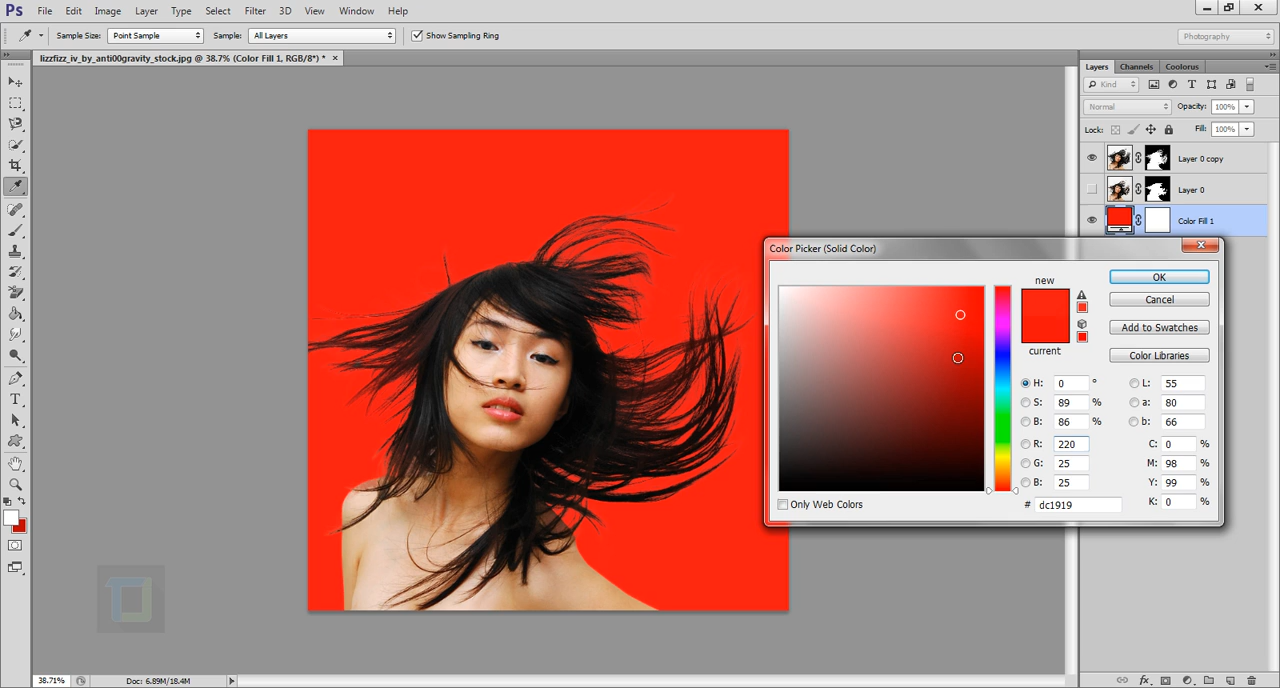 Ps File Edit Image Layer Type Select Filter 3D View Window Help
Sample Size: Point Sample Sample: All Layers Show Sampling Ring Photography
lizzfizz_iv_by_anti00gravity_stock.jpg @ 38.7% (Color Fill 1, RGB/8*) * ×
Layers Channels Coolorus
Kind
Normal Opacity: 100%
Lock: Fill: 100%
Layer 0 copy
Layer 0
Color Fill 1
Color Picker (Solid Color)
new
current
OK
Cancel
Add to Swatches
Color Libraries
H: 0 ° L: 55
S: 89 % a: 80
B: 86 % b: 66
R: 220 C: 0 %
G: 25 M: 98 %
B: 25 Y: 99 %
# dc1919 K: 0 %
Only Web Colors
38.71% Doc: 6.89M/18.4M